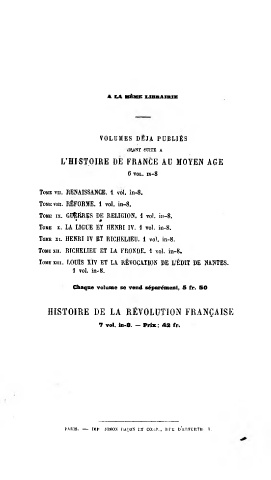 A LA MÊME LIBRAIRIE
VOLUMES DÉJA PUBLIÉS
FAISANT SUITE A
L'HISTOIRE DE FRANCE AU MOYEN AGE
6 VOL. IN-8
TOME VII. RENAISSANCE. 1 vol. in-8.
TOME VIII. RÉFORME. 1 vol. in-8.
TOME IX. GUERRES DE RELIGION. 1 vol. in-8.
TOME X. LA LIGUE ET HENRI IV. 1 vol. in-8.
TOME XI. HENRI IV ET RICHELIEU. 1 vol. in-8.
TOME XII. RICHELIEU ET LA FRONDE. 1 vol. in-8.
TOME XIII. LOUIS XIV ET LA RÉVOCATION DE L'ÉDIT DE NANTES.
1 vol. in-8.
Chaque volume se vend séparément, 5 fr. 50
HISTOIRE DE LA RÉVOLUTION FRANÇAISE
7 vol. in-8. — Prix : 42 fr.
PARIS. — IMP. SIMON RAÇON ET COMP., RUE D'ERFURTH 1.